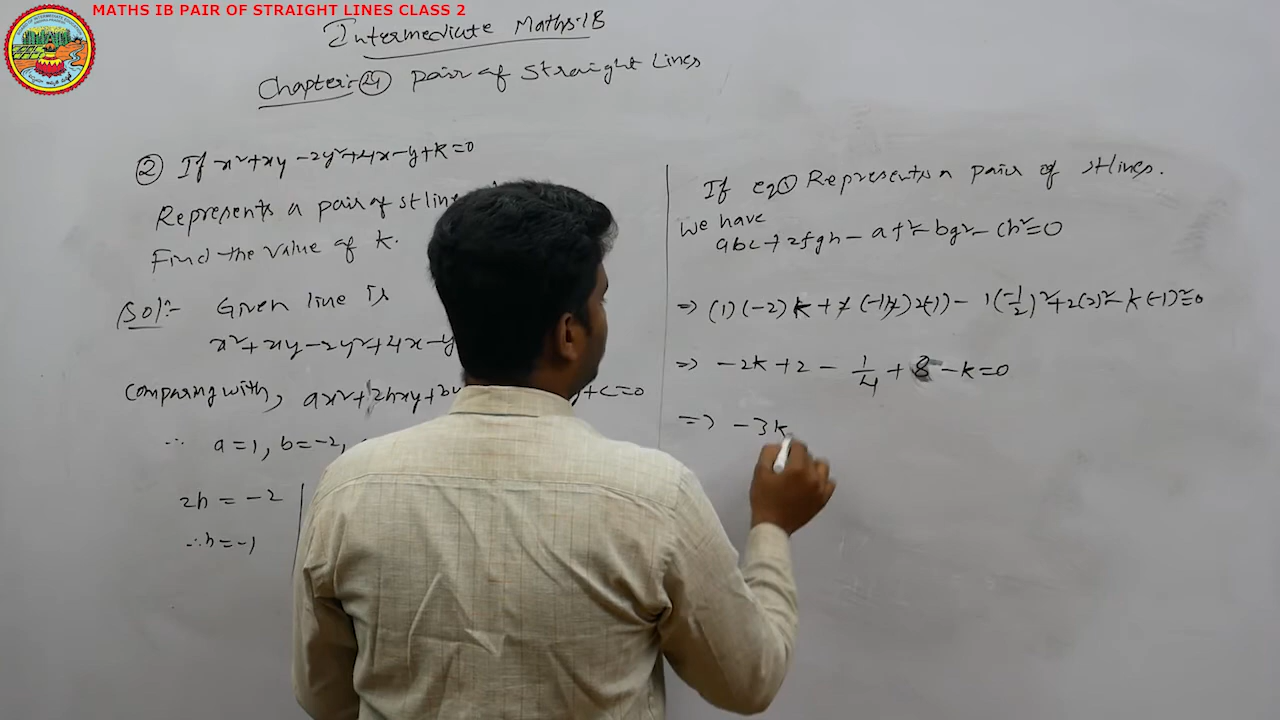 MATHS IB PAIR OF STRAIGHT LINES CLASS 2
Intermediate Maths-IB
Chapter:- 24 pair of straight Lines
② If x²+xy-2y²+4x-y+k=0
Represents a pair of st line
Find the value of k.
Sol:- Given line is
x²+xy-2y²+4x-y
Comparing with, ax²+2hxy+ y+c=0
∴ a=1, b=-2,
2h = -2
∴h=-1
If eq① Represents a pair of st lines.
We have
abc+2fgh-af²-bg²-ch²=0
⇒ (1)(-2)k + (-1/2)2(-1) - 1(-1/2)²+2(2)²-k(-1)²=0
⇒ -2k+2-1/4+8-k=0
⇒ -3k